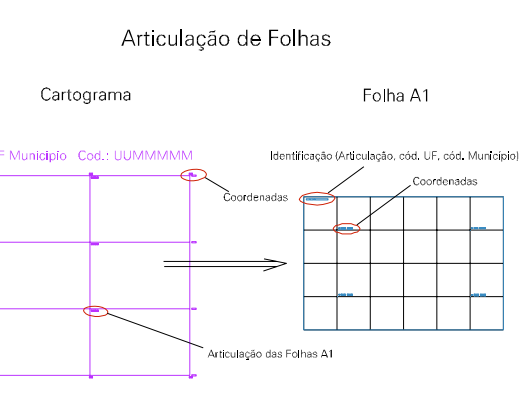 Articulação de Folhas
Cartograma
Folha A1
F Município Cod.: UUMMMMM
Identificação (Articulação, cód. UF, cód. Município)
Coordenadas
Coordenadas
Articulação das Folhas A1